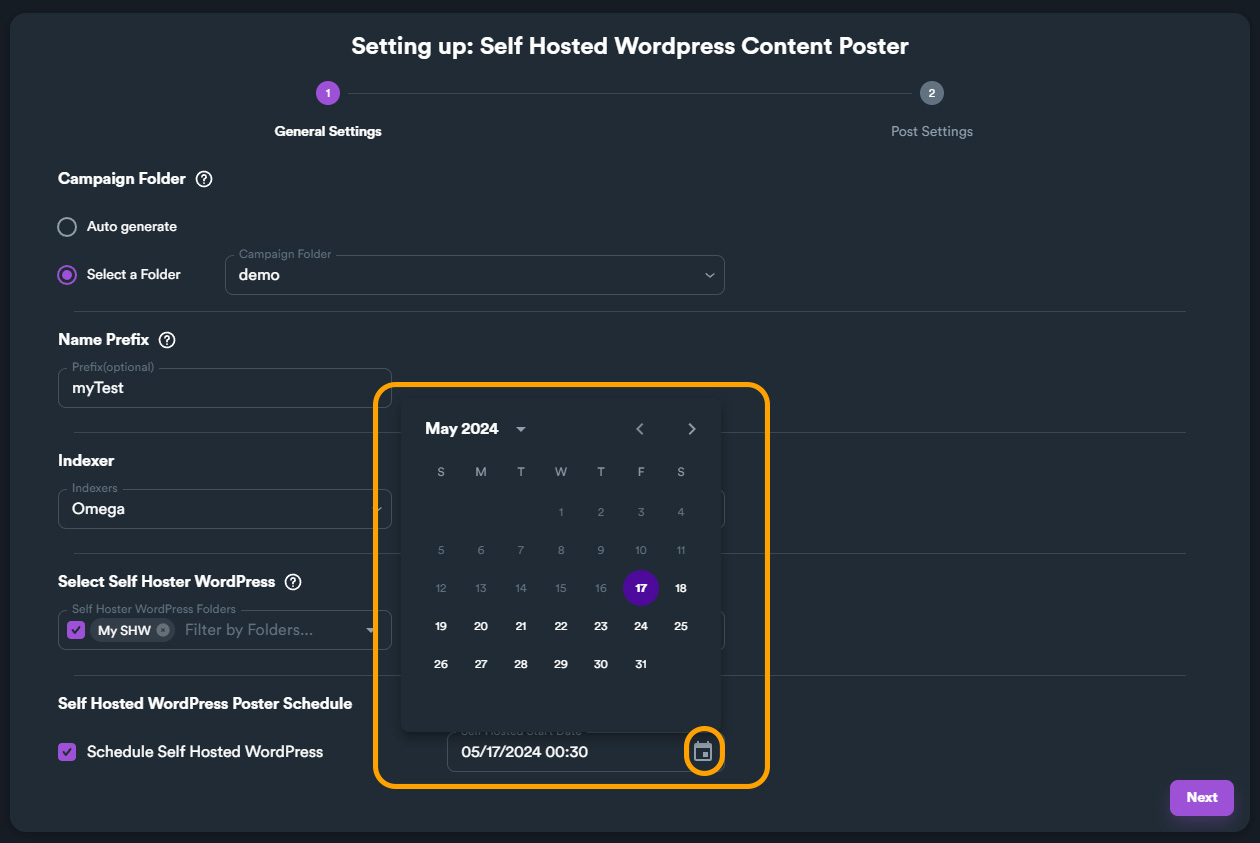 Setting up: Self Hosted Wordpress Content Poster
1
2
General Settings
Post Settings
Campaign Folder ?
Auto generate
Campaign Folder
Select a Folder
demo
Name Prefix ?
Prefix(optional)
myTest
May 2024
S M T W T F S
1 2 3 4
5 6 7 8 9 10 11
12 13 14 15 16 17 18
19 20 21 22 23 24 25
26 27 28 29 30 31
Indexer
Indexers
Omega
Select Self Hoster WordPress ?
Self Hoster WordPress Folders
My SHW Filter by Folders...
Self Hosted WordPress Poster Schedule
Schedule Self Hosted WordPress
Self Hosted Start Date
05/17/2024 00:30
Next